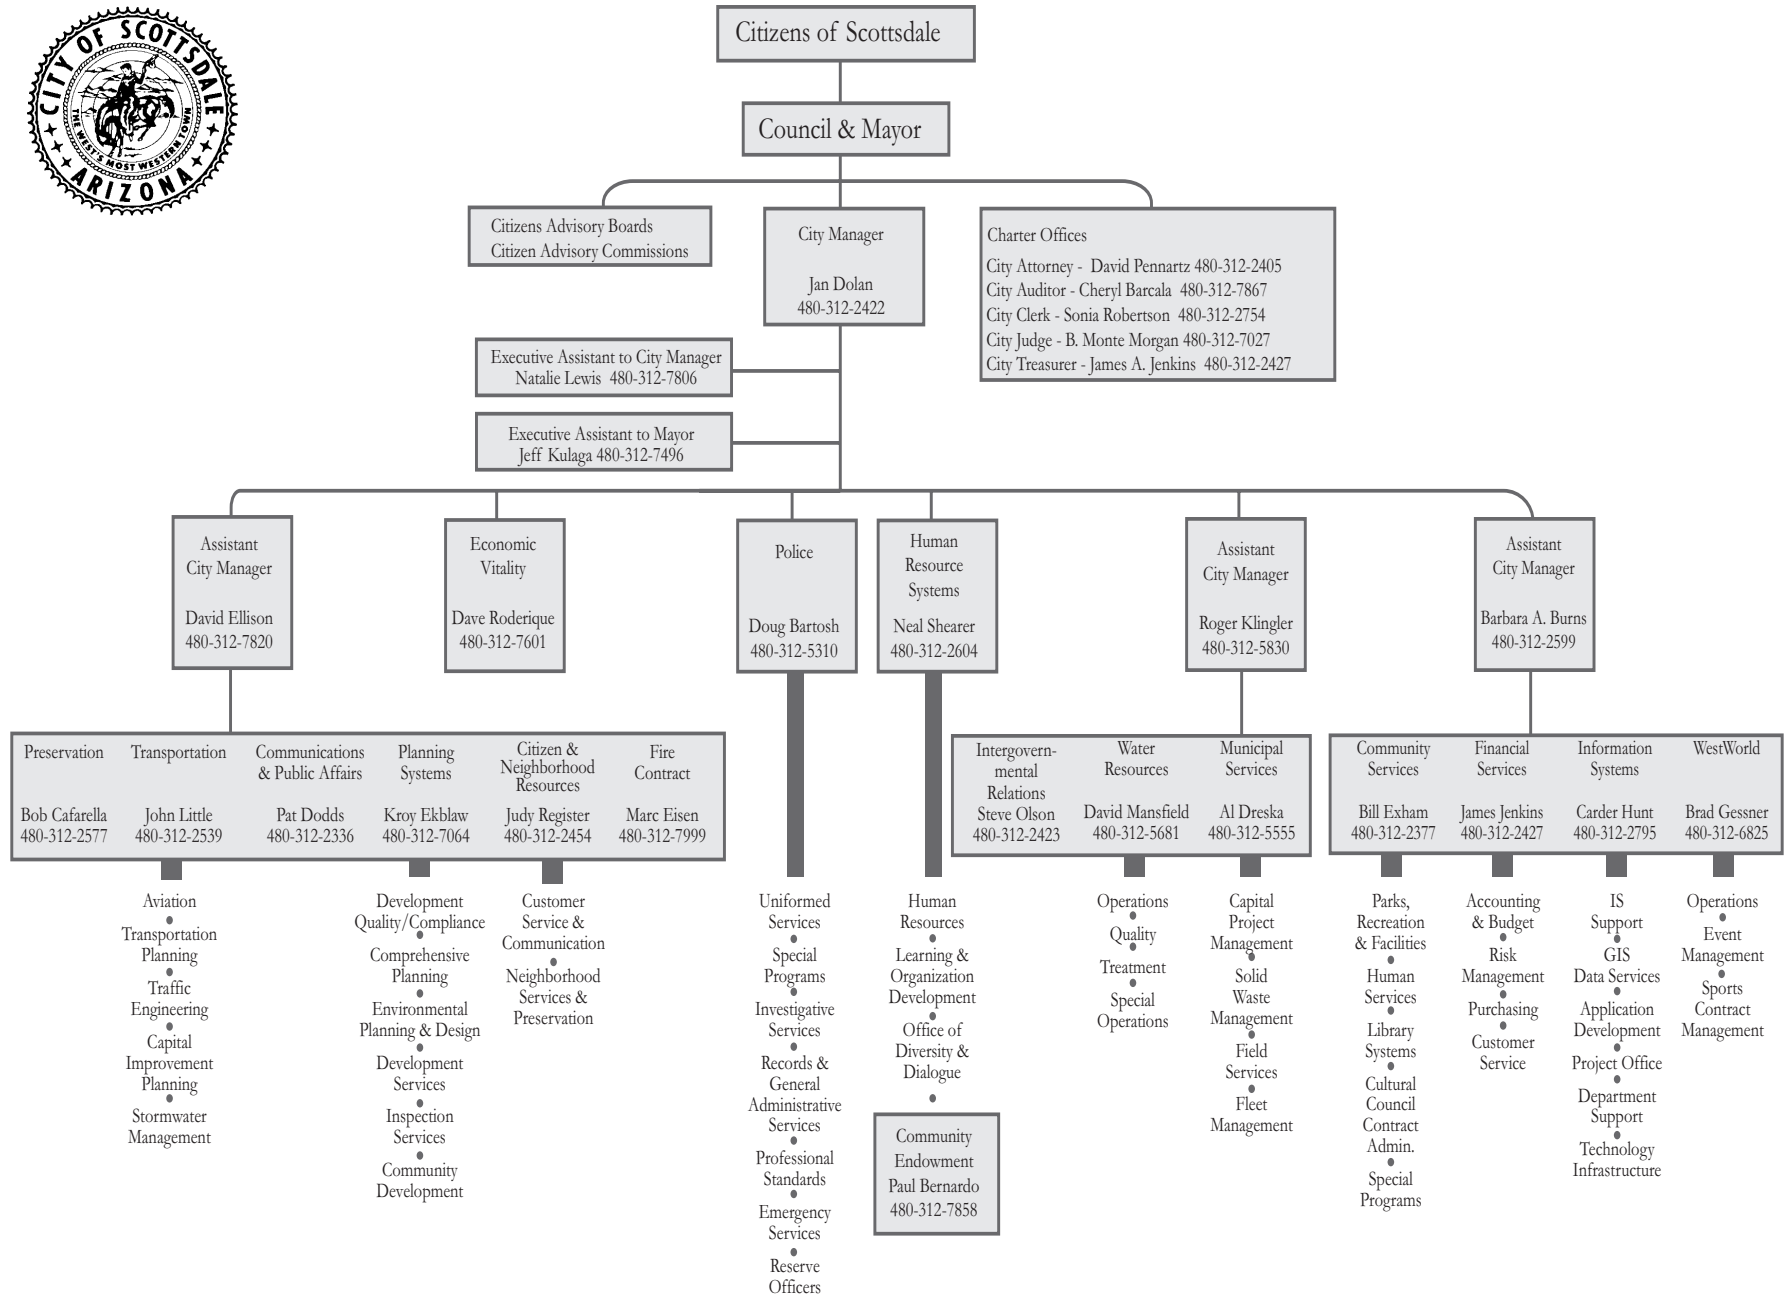 CITY OF SCOTTSDALE
THE WEST'S MOST WESTERN TOWN
ARIZONA
Citizens of Scottsdale
Council & Mayor
Citizens Advisory Boards
Citizen Advisory Commissions
City Manager
Jan Dolan
480-312-2422
Charter Offices
City Attorney - David Pennartz 480-312-2405
City Auditor - Cheryl Barcala 480-312-7867
City Clerk - Sonia Robertson 480-312-2754
City Judge - B. Monte Morgan 480-312-7027
City Treasurer - James A. Jenkins 480-312-2427
Executive Assistant to City Manager
Natalie Lewis 480-312-7806
Executive Assistant to Mayor
Jeff Kulaga 480-312-7496
Assistant
City Manager
David Ellison
480-312-7820
Economic
Vitality
Dave Roderique
480-312-7601
Police
Doug Bartosh
480-312-5310
Human
Resource
Systems
Neal Shearer
480-312-2604
Assistant
City Manager
Roger Klingler
480-312-5830
Assistant
City Manager
Barbara A. Burns
480-312-2599
Preservation
Bob Cafarella
480-312-2577
Transportation
John Little
480-312-2539
Communications
& Public Affairs
Pat Dodds
480-312-2336
Planning
Systems
Kroy Ekblaw
480-312-7064
Citizen &
Neighborhood
Resources
Judy Register
480-312-2454
Fire
Contract
Marc Eisen
480-312-7999
Intergovern-
mental
Relations
Steve Olson
480-312-2423
Water
Resources
David Mansfield
480-312-5681
Municipal
Services
Al Dreska
480-312-5555
Community
Services
Bill Exham
480-312-2377
Financial
Services
James Jenkins
480-312-2427
Information
Systems
Carder Hunt
480-312-2795
WestWorld
Brad Gessner
480-312-6825
Aviation
Transportation
Planning
Traffic
Engineering
Capital
Improvement
Planning
Stormwater
Management
Development
Quality/Compliance
Comprehensive
Planning
Environmental
Planning & Design
Development
Services
Inspection
Services
Community
Development
Customer
Service &
Communication
Neighborhood
Services &
Preservation
Uniformed
Services
Special
Programs
Investigative
Services
Records &
General
Administrative
Services
Professional
Standards
Emergency
Services
Reserve
Officers
Human
Resources
Learning &
Organization
Development
Office of
Diversity &
Dialogue
Community
Endowment
Paul Bernardo
480-312-7858
Operations
Quality
Treatment
Special
Operations
Capital
Project
Management
Solid
Waste
Management
Field
Services
Fleet
Management
Parks,
Recreation
& Facilities
Human
Services
Library
Systems
Cultural
Council
Contract
Admin.
Special
Programs
Accounting
& Budget
Risk
Management
Purchasing
Customer
Service
IS
Support
GIS
Data Services
Application
Development
Project Office
Department
Support
Technology
Infrastructure
Operations
Event
Management
Sports
Contract
Management